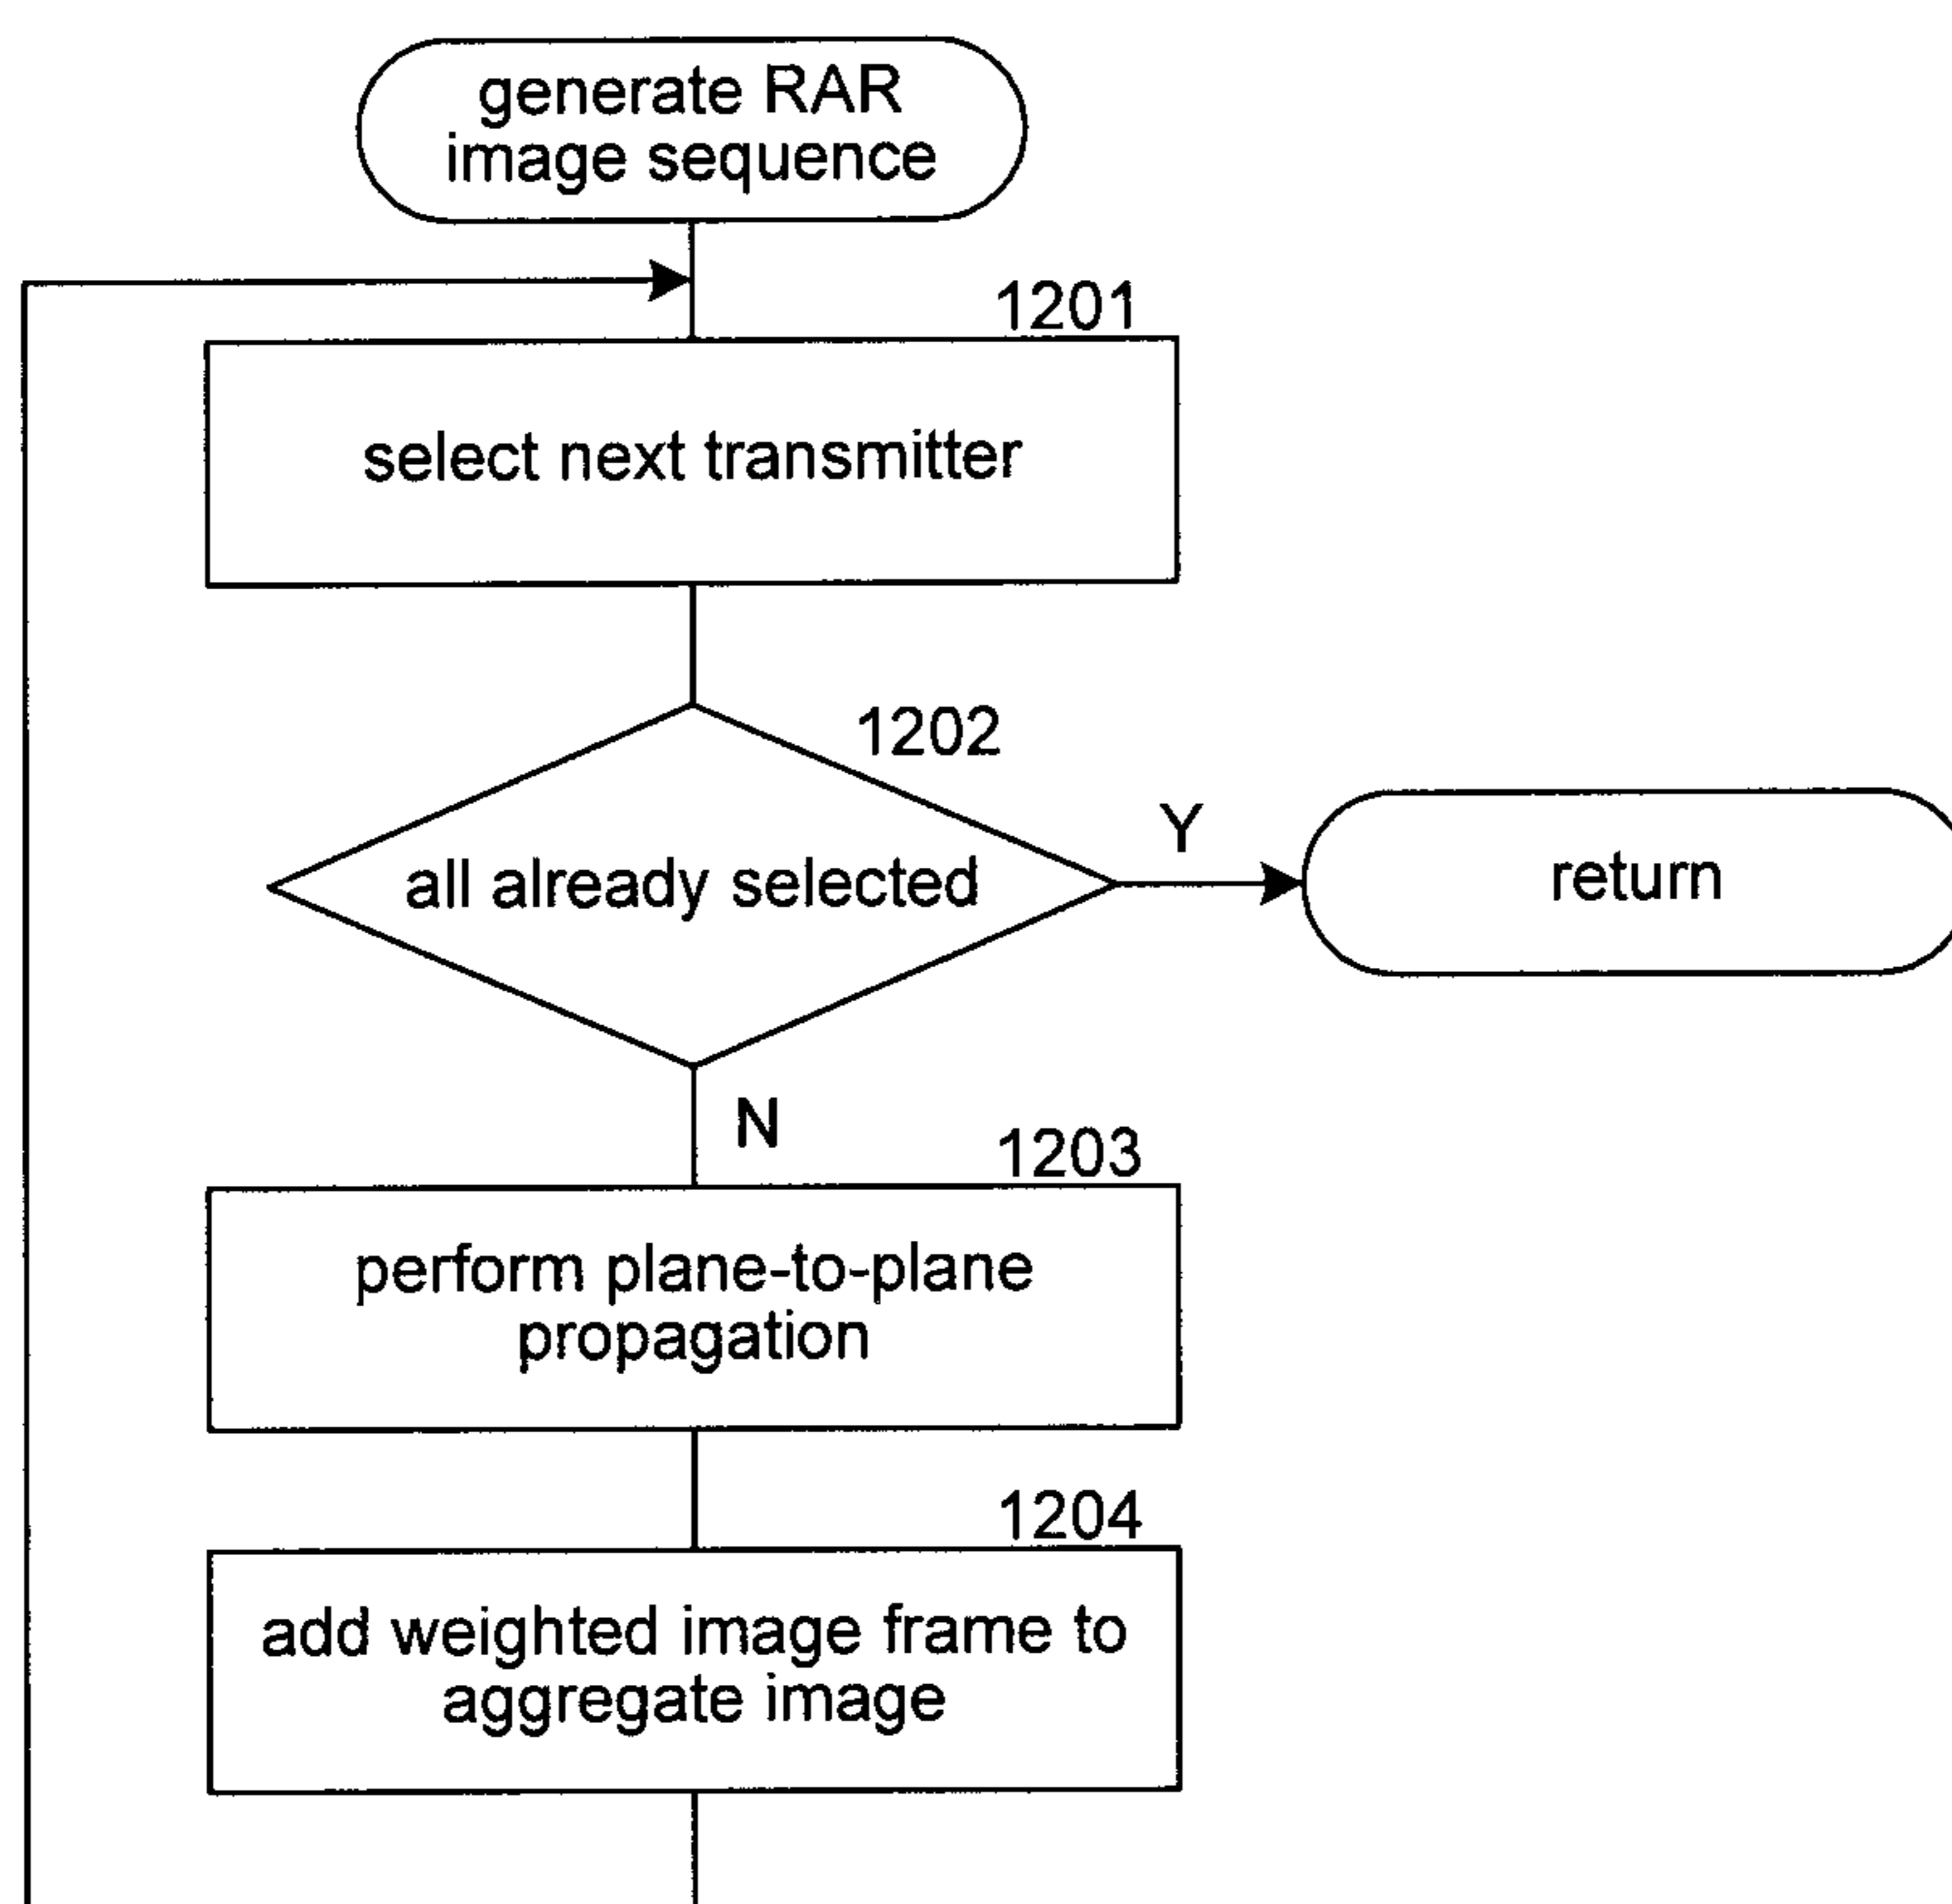 generate RAR
image sequence
1201
select next transmitter
1202
all already selected
Y
return
N
1203
perform plane-to-plane
propagation
1204
add weighted image frame to
aggregate image